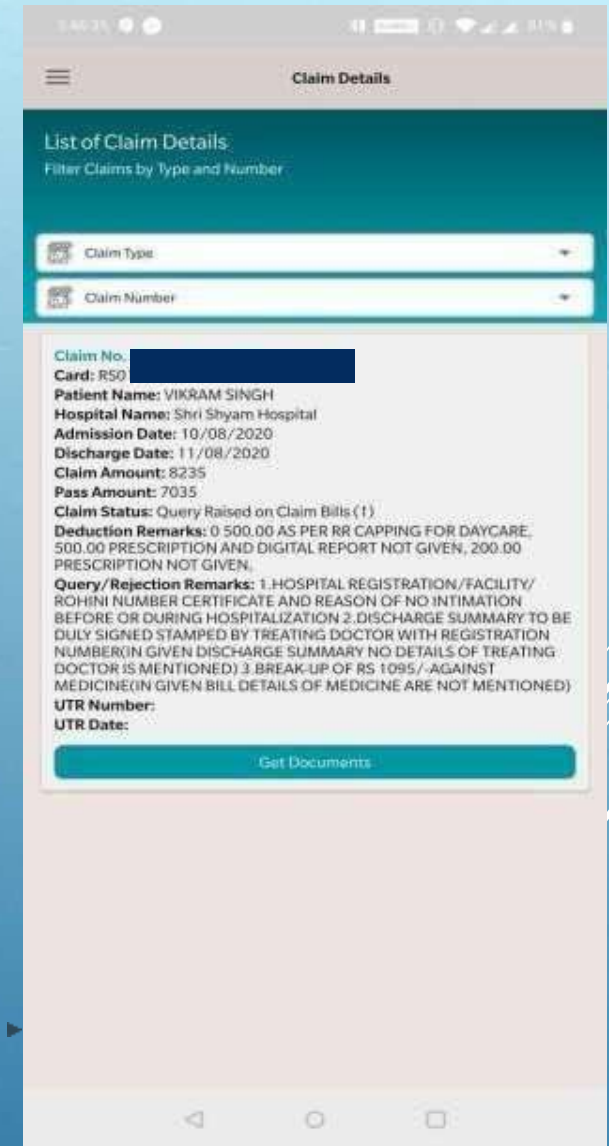 Claim Details
List of Claim Details
Filter Claims by Type and Number
Claim Type
Claim Number
Claim No.
Card: RS0
Patient Name: VIKRAM SINGH
Hospital Name: Shri Shyam Hospital
Admission Date: 10/08/2020
Discharge Date: 11/08/2020
Claim Amount: 8235
Pass Amount: 7035
Claim Status: Query Raised on Claim Bills (1)
Deduction Remarks: 0 500.00 AS PER RR CAPPING FOR DAYCARE,
500.00 PRESCRIPTION AND DIGITAL REPORT NOT GIVEN, 200.00
PRESCRIPTION NOT GIVEN,
Query/Rejection Remarks: 1.HOSPITAL REGISTRATION/FACILITY/
ROHINI NUMBER CERTIFICATE AND REASON OF NO INTIMATION
BEFORE OR DURING HOSPITALIZATION 2.DISCHARGE SUMMARY TO BE
DULY SIGNED STAMPED BY TREATING DOCTOR WITH REGISTRATION
NUMBER(IN GIVEN DISCHARGE SUMMARY NO DETAILS OF TREATING
DOCTOR IS MENTIONED) 3.BREAK-UP OF RS 1095/-AGAINST
MEDICINE(IN GIVEN BILL DETAILS OF MEDICINE ARE NOT MENTIONED)
UTR Number:
UTR Date:
Get Documents